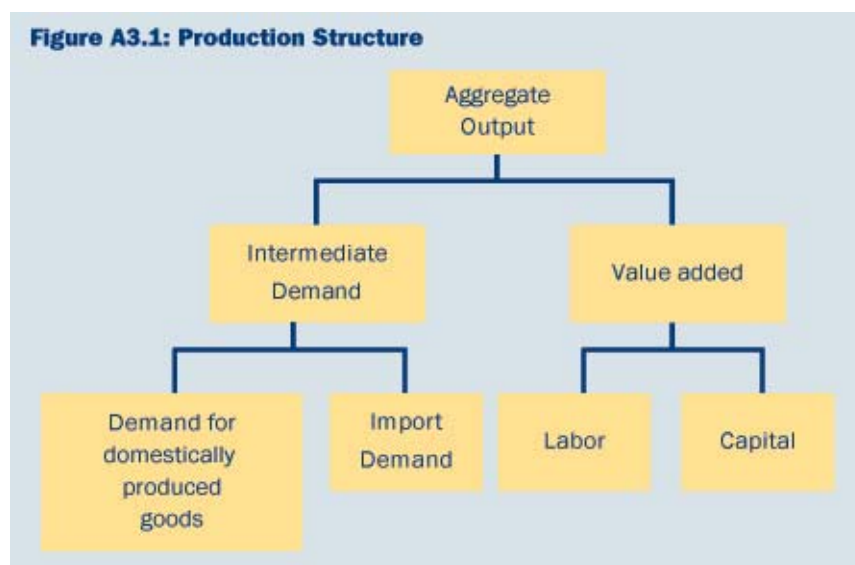 Figure A3.1: Production Structure
Aggregate
Output
Intermediate
Demand
Value added
Demand for
domestically
produced
goods
Import
Demand
Labor
Capital